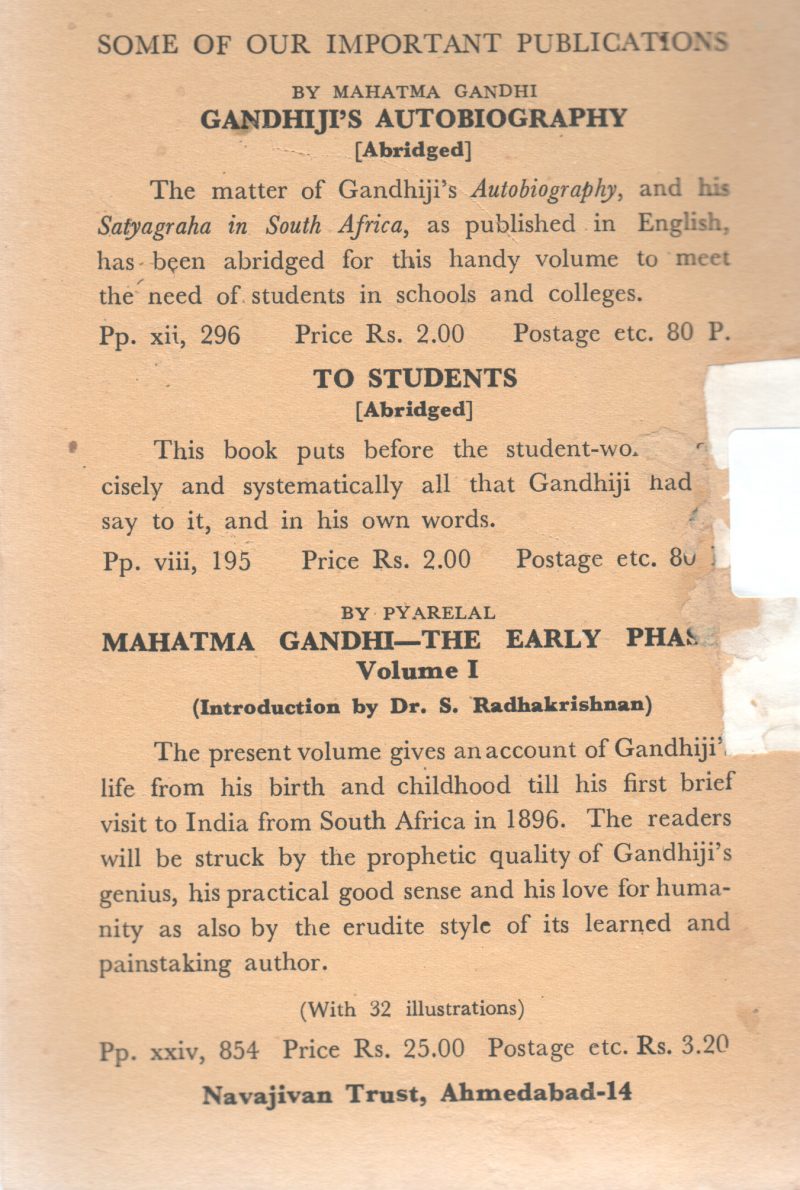 SOME OF OUR IMPORTANT PUBLICATIONS
BY MAHATMA GANDHI
GANDHIJI'S AUTOBIOGRAPHY
[Abridged]
The matter of Gandhiji's Autobiography, and his
Satyagraha in South Africa, as published in English,
has been abridged for this handy volume to meet
the need of students in schools and colleges.
Pp. xii, 296 Price Rs. 2.00 Postage etc. 80 P.
TO STUDENTS
[Abridged]
This book puts before the
cisely and systematically all that Gandhiji had
say to it, and in his own words.
Pp. viii, 195 Price Rs. 2.00 Postage etc. 80
BY PYARELAL
MAHATMA GANDHI—THE EARLY PHASE
Volume I
(Introduction by Dr. S. Radhakrishnan)
The present volume gives an account of Gandhiji's
life from his birth and childhood till his first brief
visit to India from South Africa in 1896. The readers
will be struck by the prophetic quality of Gandhiji's
genius, his practical good sense and his love for huma-
nity as also by the erudite style of its learned and
painstaking author.
(With 32 illustrations)
Pp. xxiv, 854 Price Rs. 25.00 Postage etc. Rs. 3.20
Navajivan Trust, Ahmedabad-14